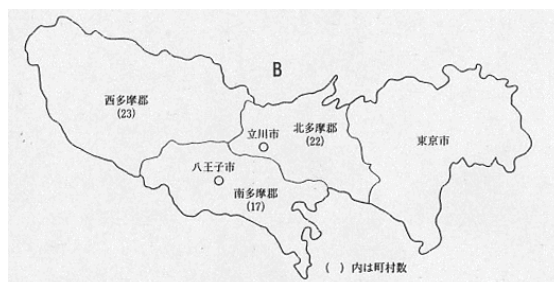 B
西多摩郡
(23)
立川市
北多摩郡
(22)
東京市
八王子市
南多摩郡
(17)
( )内は町村数